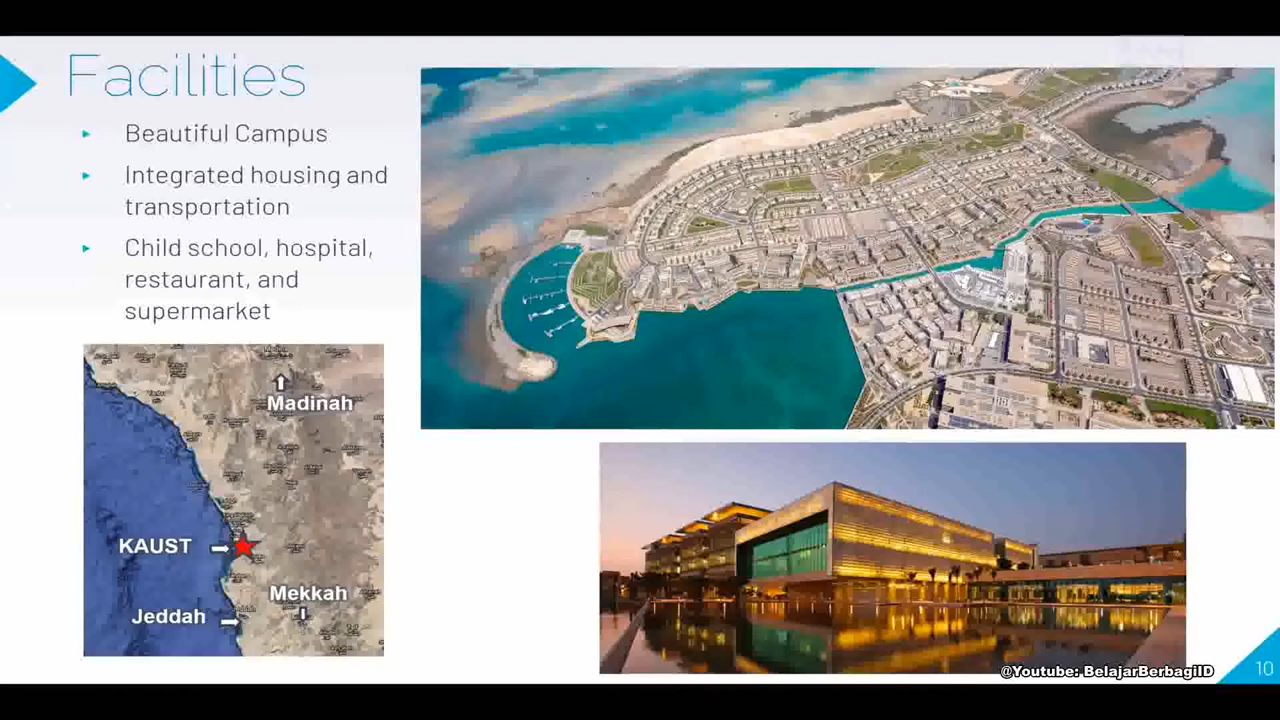 Facilities
Beautiful Campus
Integrated housing and
transportation
Child school, hospital,
restaurant, and
supermarket
Madinah
KAUST
Mekkah
Jeddah
@Youtube: BelajarBerbagiID
10